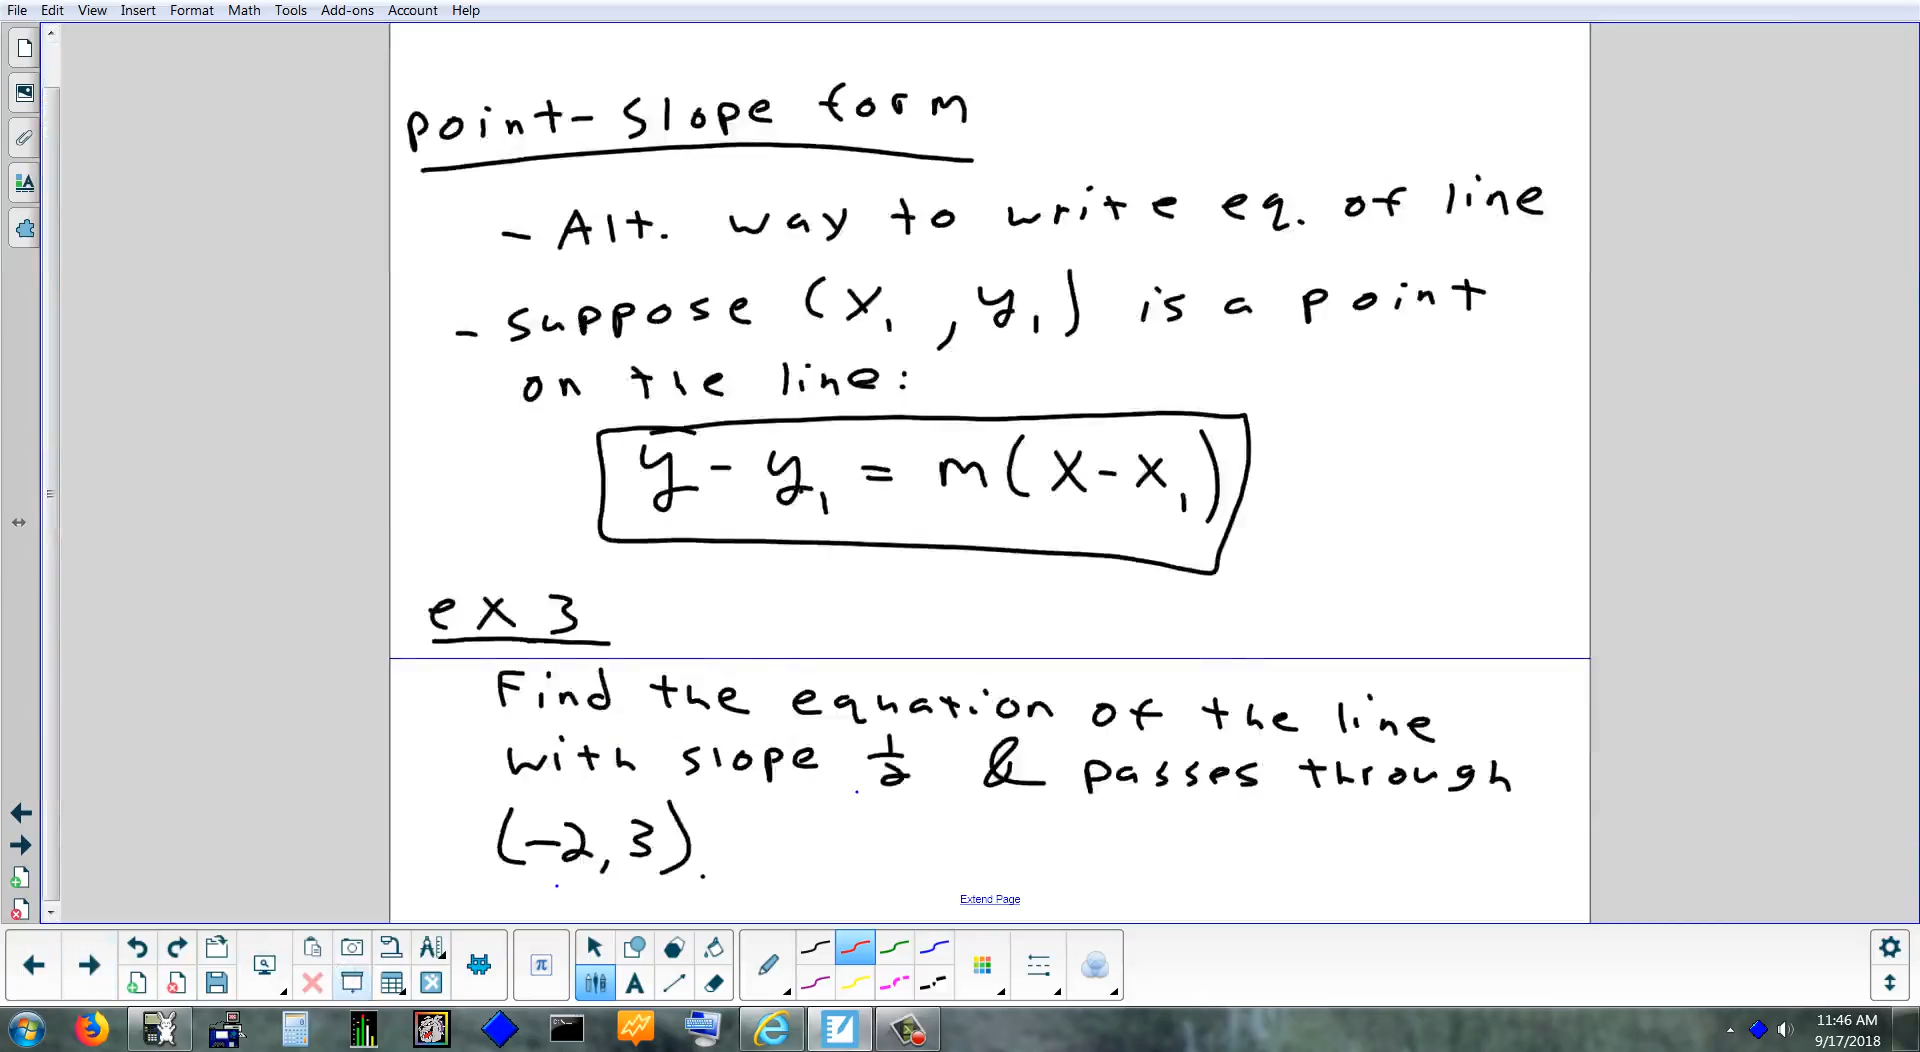 File Edit View Insert Format Math Tools Add-ons Account Help
point-slope form
- Alt. way to write eq. of line
- suppose (x₁, y₁) is a point
on the line:
y - y₁ = m(x - x₁)
ex 3
Find the equation of the line
with slope 1/2 & passes through
(-2, 3).
Extend Page
11:46 AM
9/17/2018